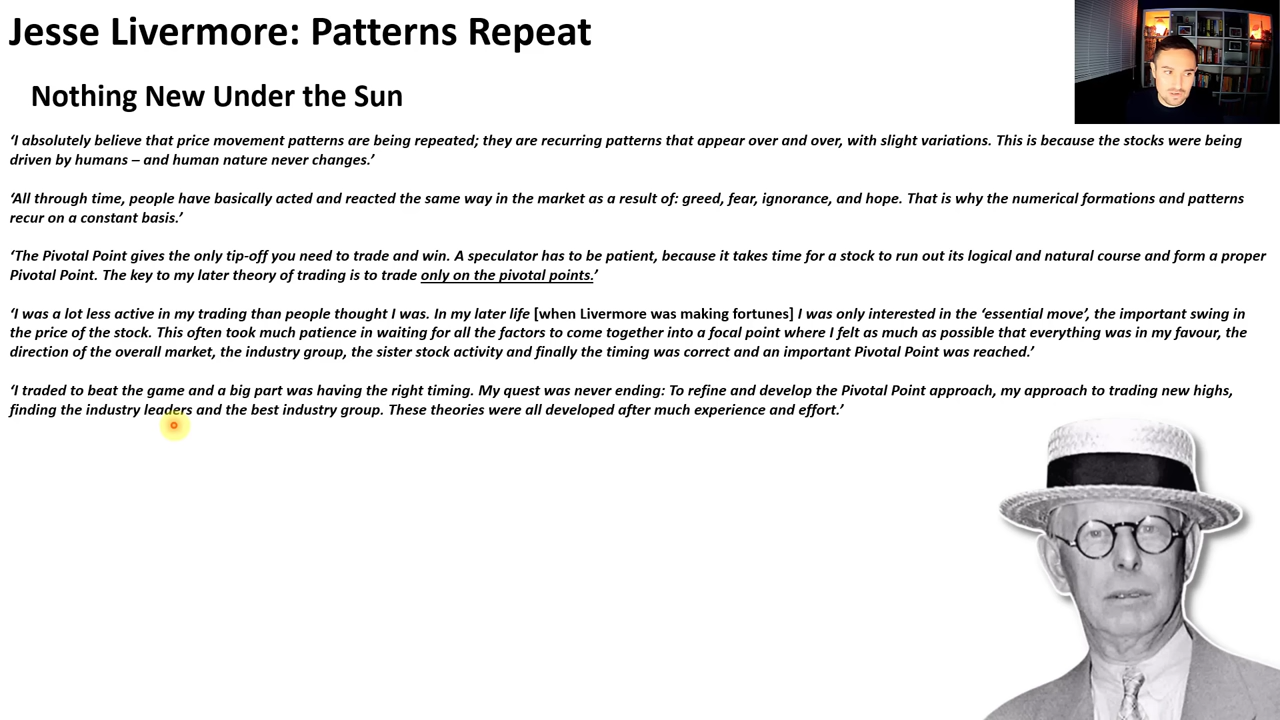 Jesse Livermore: Patterns Repeat
Nothing New Under the Sun
‘I absolutely believe that price movement patterns are being repeated; they are recurring patterns that appear over and over, with slight variations. This is because the stocks were being
driven by humans – and human nature never changes.’
‘All through time, people have basically acted and reacted the same way in the market as a result of: greed, fear, ignorance, and hope. That is why the numerical formations and patterns
recur on a constant basis.’
‘The Pivotal Point gives the only tip-off you need to trade and win. A speculator has to be patient, because it takes time for a stock to run out its logical and natural course and form a proper
Pivotal Point. The key to my later theory of trading is to trade only on the pivotal points.’
‘I was a lot less active in my trading than people thought I was. In my later life [when Livermore was making fortunes] I was only interested in the ‘essential move’, the important swing in
the price of the stock. This often took much patience in waiting for all the factors to come together into a focal point where I felt as much as possible that everything was in my favour, the
direction of the overall market, the industry group, the sister stock activity and finally the timing was correct and an important Pivotal Point was reached.’
‘I traded to beat the game and a big part was having the right timing. My quest was never ending: To refine and develop the Pivotal Point approach, my approach to trading new highs,
finding the industry leaders and the best industry group. These theories were all developed after much experience and effort.’